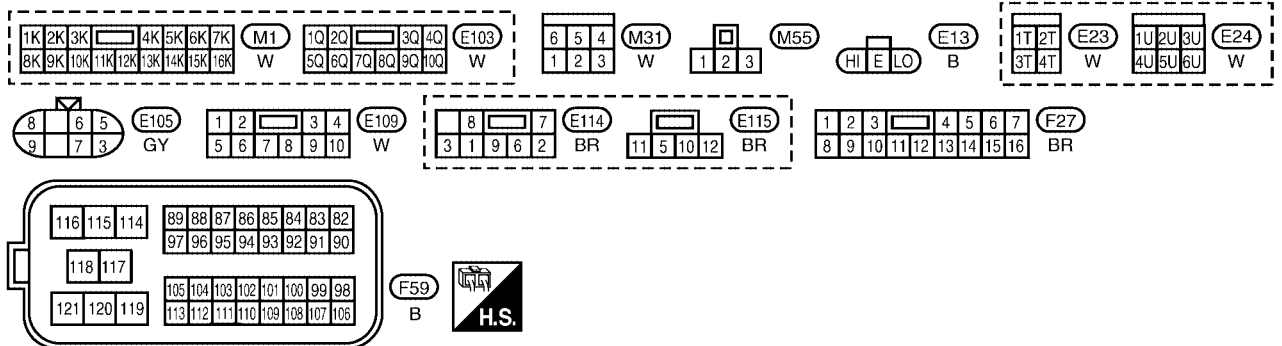 1K 2K 3K 4K 5K 6K 7K
8K 9K 10K 11K 12K 13K 14K 15K 16K
M1
W
1Q 2Q 3Q 4Q
5Q 6Q 7Q 8Q 9Q 10Q
E103
W
6 5 4
1 2 3
M31
W
1 2 3
M55
HI E LO
E13
B
1T 2T
3T 4T
E23
W
1U 2U 3U
4U 5U 6U
E24
W
8 6 5
9 7 3
E105
GY
1 2 3 4
5 6 7 8 9 10
E109
W
8 7
3 1 9 6 2
E114
BR
11 5 10 12
E115
BR
1 2 3 4 5 6 7
8 9 10 11 12 13 14 15 16
F27
BR
116 115 114
118 117
121 120 119
89 88 87 86 85 84 83 82
97 96 95 94 93 92 91 90
105 104 103 102 101 100 99 98
113 112 111 110 109 108 107 106
F59
B
H.S.